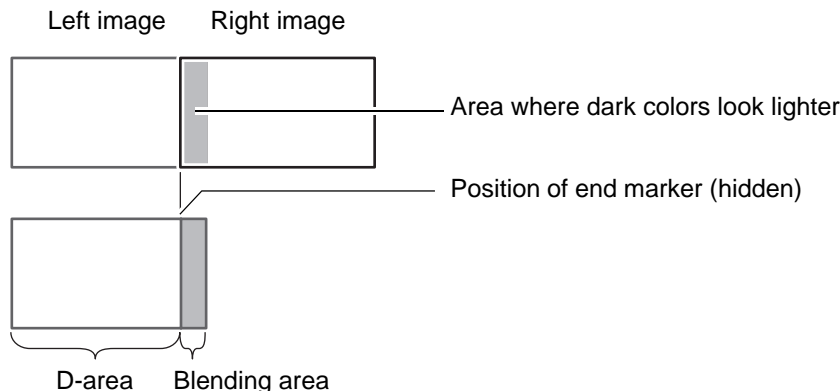 Left image Right image
Area where dark colors look lighter
Position of end marker (hidden)
D-area Blending area